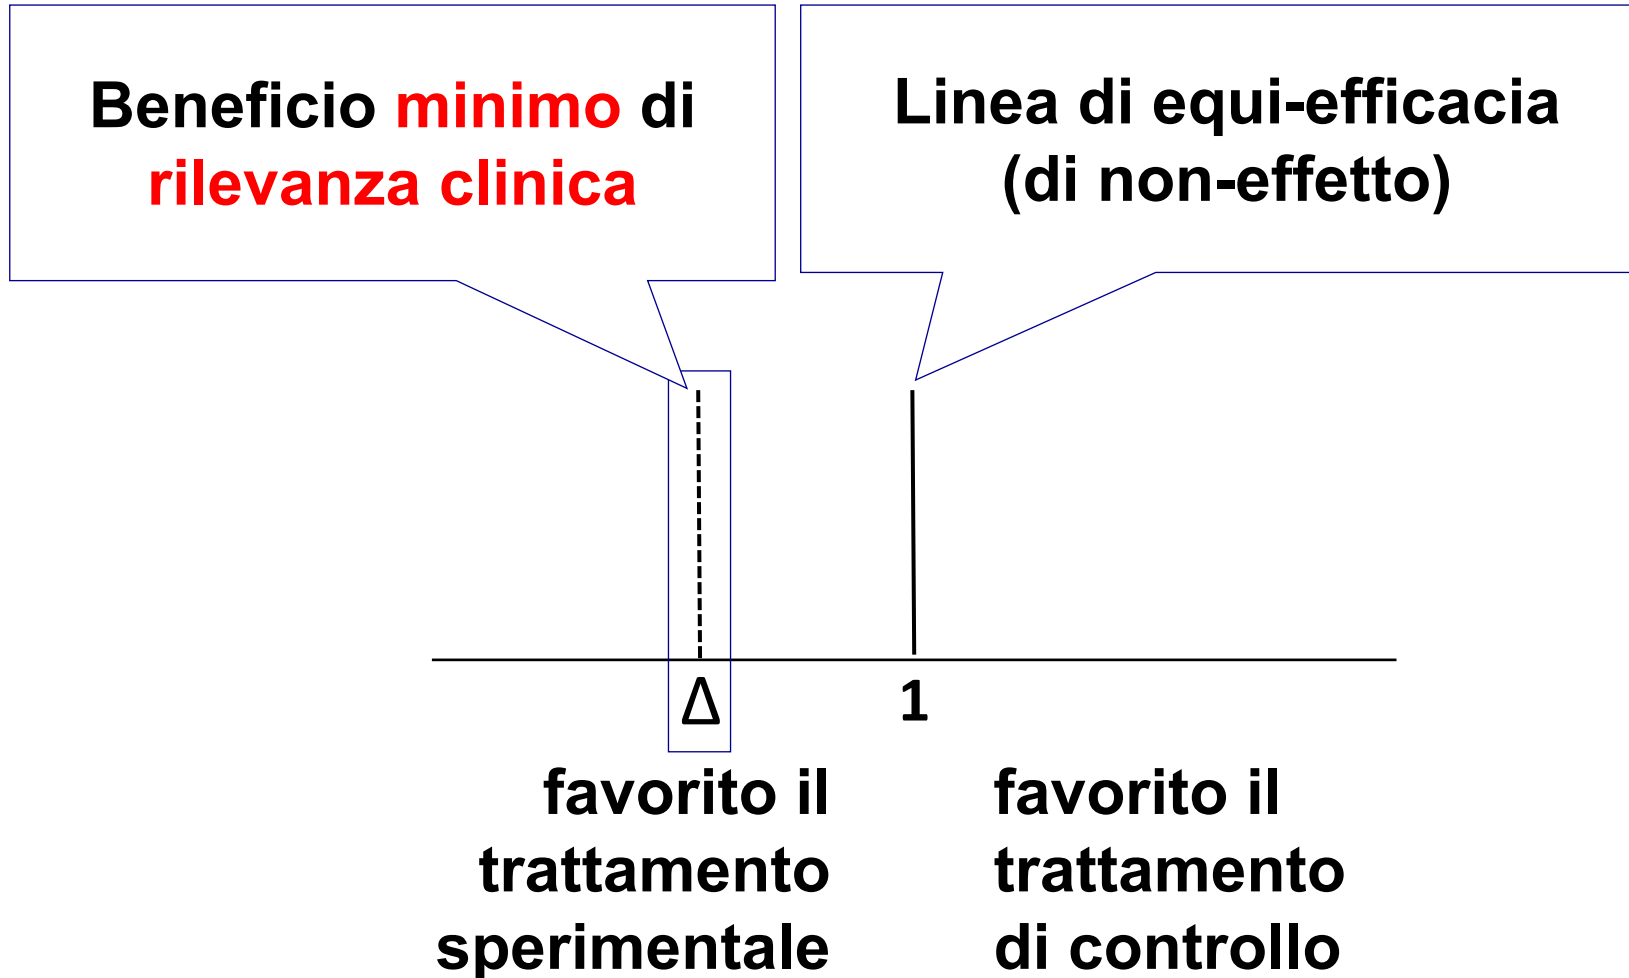 Beneficio minimo di
rilevanza clinica
Linea di equi-efficacia
(di non-effetto)
Δ
1
favorito il
trattamento
sperimentale
favorito il
trattamento
di controllo